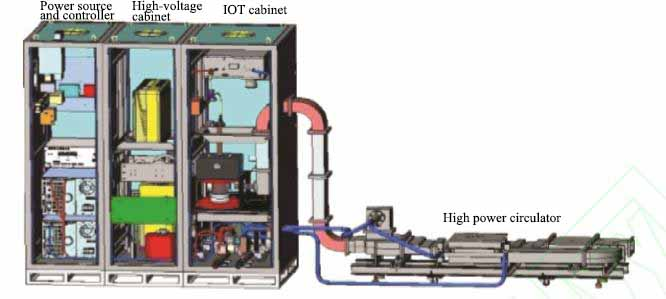 Power source
and controller
High-voltage
cabinet
IOT cabinet
High power circulator